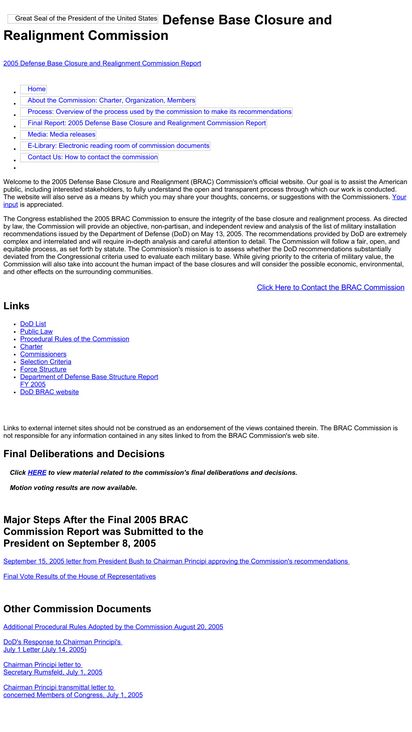 Great Seal of the President of the United States Defense Base Closure and
Realignment Commission
2005 Defense Base Closure and Realignment Commission Report
Home
About the Commission: Charter, Organization, Members
Process: Overview of the process used by the commission to make its recommendations
Final Report: 2005 Defense Base Closure and Realignment Commission Report
Media: Media releases
E-Library: Electronic reading room of commission documents
Contact Us: How to contact the commission
Welcome to the 2005 Defense Base Closure and Realignment (BRAC) Commission's official website. Our goal is to assist the American
public, including interested stakeholders, to fully understand the open and transparent process through which our work is conducted.
The website will also serve as a means by which you may share your thoughts, concerns, or suggestions with the Commissioners. Your
input is appreciated.
The Congress established the 2005 BRAC Commission to ensure the integrity of the base closure and realignment process. As directed
by law, the Commission will provide an objective, non-partisan, and independent review and analysis of the list of military installation
recommendations issued by the Department of Defense (DoD) on May 13, 2005. The recommendations provided by DoD are extremely
complex and interrelated and will require in-depth analysis and careful attention to detail. The Commission will follow a fair, open, and
equitable process, as set forth by statute. The Commission's mission is to assess whether the DoD recommendations substantially
deviated from the Congressional criteria used to evaluate each military base. While giving priority to the criteria of military value, the
Commission will also take into account the human impact of the base closures and will consider the possible economic, environmental,
and other effects on the surrounding communities.
Click Here to Contact the BRAC Commission
Links
DoD List
Public Law
Procedural Rules of the Commission
Charter
Commissioners
Selection Criteria
Force Structure
Department of Defense Base Structure Report
FY 2005
DoD BRAC website
Links to external internet sites should not be construed as an endorsement of the views contained therein. The BRAC Commission is
not responsible for any information contained in any sites linked to from the BRAC Commission's web site.
Final Deliberations and Decisions
Click HERE to view material related to the commission's final deliberations and decisions.
Motion voting results are now available.
Major Steps After the Final 2005 BRAC
Commission Report was Submitted to the
President on September 8, 2005
September 15, 2005 letter from President Bush to Chairman Principi approving the Commission's recommendations
Final Vote Results of the House of Representatives
Other Commission Documents
Additional Procedural Rules Adopted by the Commission August 20, 2005
DoD's Response to Chairman Principi's
July 1 Letter (July 14, 2005)
Chairman Principi letter to
Secretary Rumsfeld, July 1, 2005
Chairman Principi transmittal letter to
concerned Members of Congress, July 1, 2005